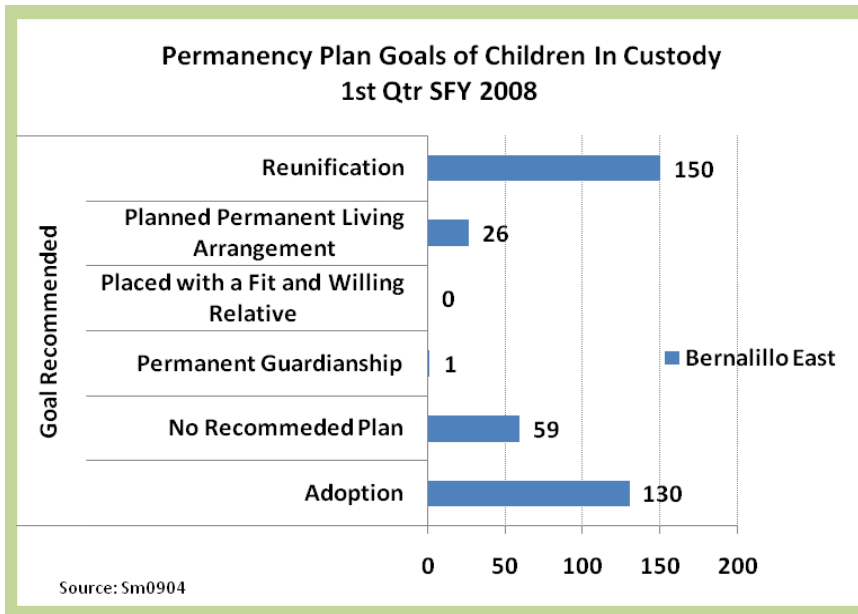 Permanency Plan Goals of Children In Custody
1st Qtr SFY 2008
Goal Recommended
Reunification
150
Planned Permanent Living
Arrangement
26
Placed with a Fit and Willing
Relative
0
Permanent Guardianship
1
Bernalillo East
No Recommeded Plan
59
Adoption
130
0 50 100 150 200
Source: Sm0904